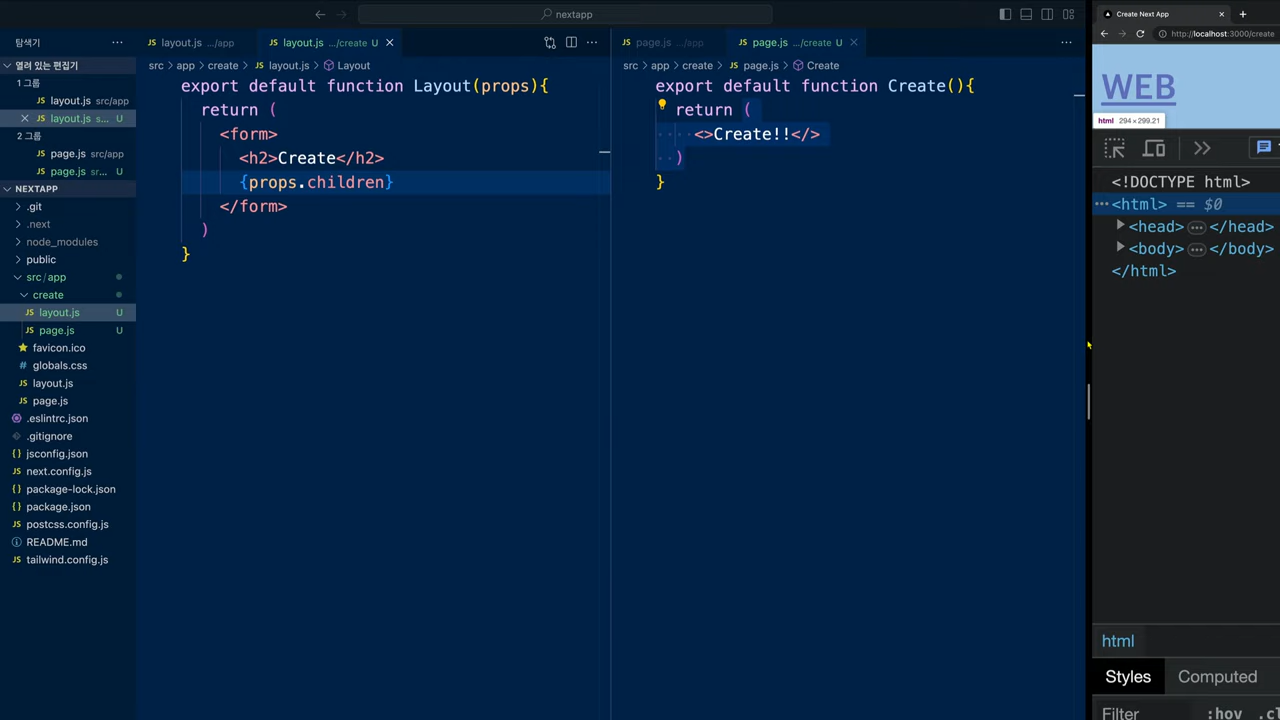 nextapp
탐색기
열려 있는 편집기
1 그룹
layout.js src/app
layout.js s... U
2 그룹
page.js src/app
page.js s... U
NEXTAPP
.git
.next
node_modules
public
src/app
create
layout.js U
page.js U
favicon.ico
globals.css
layout.js
page.js
.eslintrc.json
.gitignore
jsconfig.json
next.config.js
package-lock.json
package.json
postcss.config.js
README.md
tailwind.config.js
layout.js .../app
layout.js .../create U
src > app > create > layout.js > Layout
export default function Layout(props){
return (
<form>
<h2>Create</h2>
{props.children}
</form>
)
}
page.js .../app
page.js .../create U
src > app > create > page.js > Create
export default function Create(){
return (
<>Create!!</>
)
}
Create Next App
http://localhost:3000/create
WEB
html 294 × 299.21
<!DOCTYPE html>
<html> == $0
<head> ... </head>
<body> ... </body>
</html>
html
Styles Computed
Filter :hov .cl